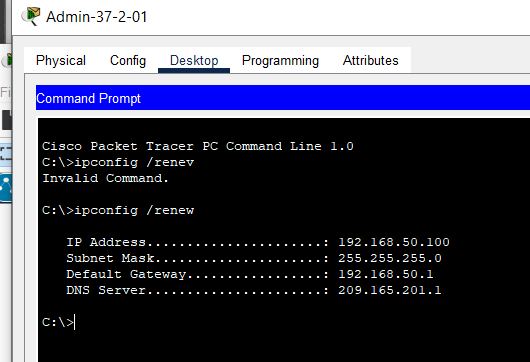 Admin-37-2-01
Physical Config Desktop Programming Attributes
Command Prompt
Cisco Packet Tracer PC Command Line 1.0
C:\>ipconfig /renev
Invalid Command.
C:\>ipconfig /renew
IP Address......................: 192.168.50.100
Subnet Mask.....................: 255.255.255.0
Default Gateway.................: 192.168.50.1
DNS Server......................: 209.165.201.1
C:\>